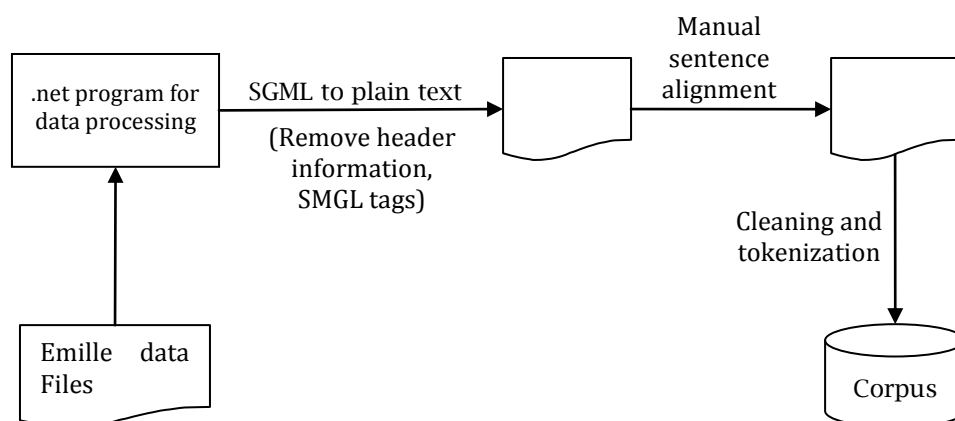 .net program for
data processing
SGML to plain text
(Remove header
information,
SMGL tags)
Manual
sentence
alignment
Cleaning and
tokenization
Emille data
Files
Corpus